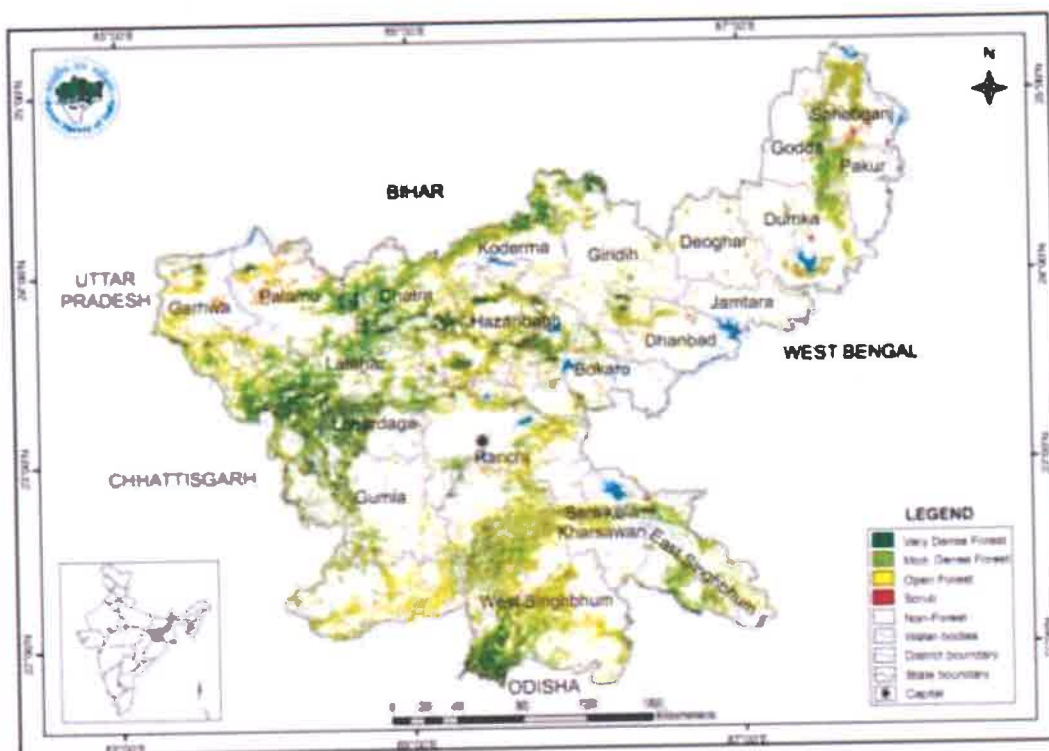 N
Sahebganj
Godda
Pakur
BIHAR
Dumka
Koderma
Giridih
Deoghar
UTTAR
PRADESH
Palamu
Chatra
Garhwa
Jamtara
Hazaribagh
Dhanbad
WEST BENGAL
Latehar
Bokaro
Lohardaga
Ranchi
CHHATTISGARH
Gumla
Saraikela
Kharsawan
East Singhbhum
West Singhbhum
ODISHA
LEGEND
Very Dense Forest
Mod. Dense Forest
Open Forest
Scrub
Non-Forest
Water bodies
District boundary
State boundary
Capital